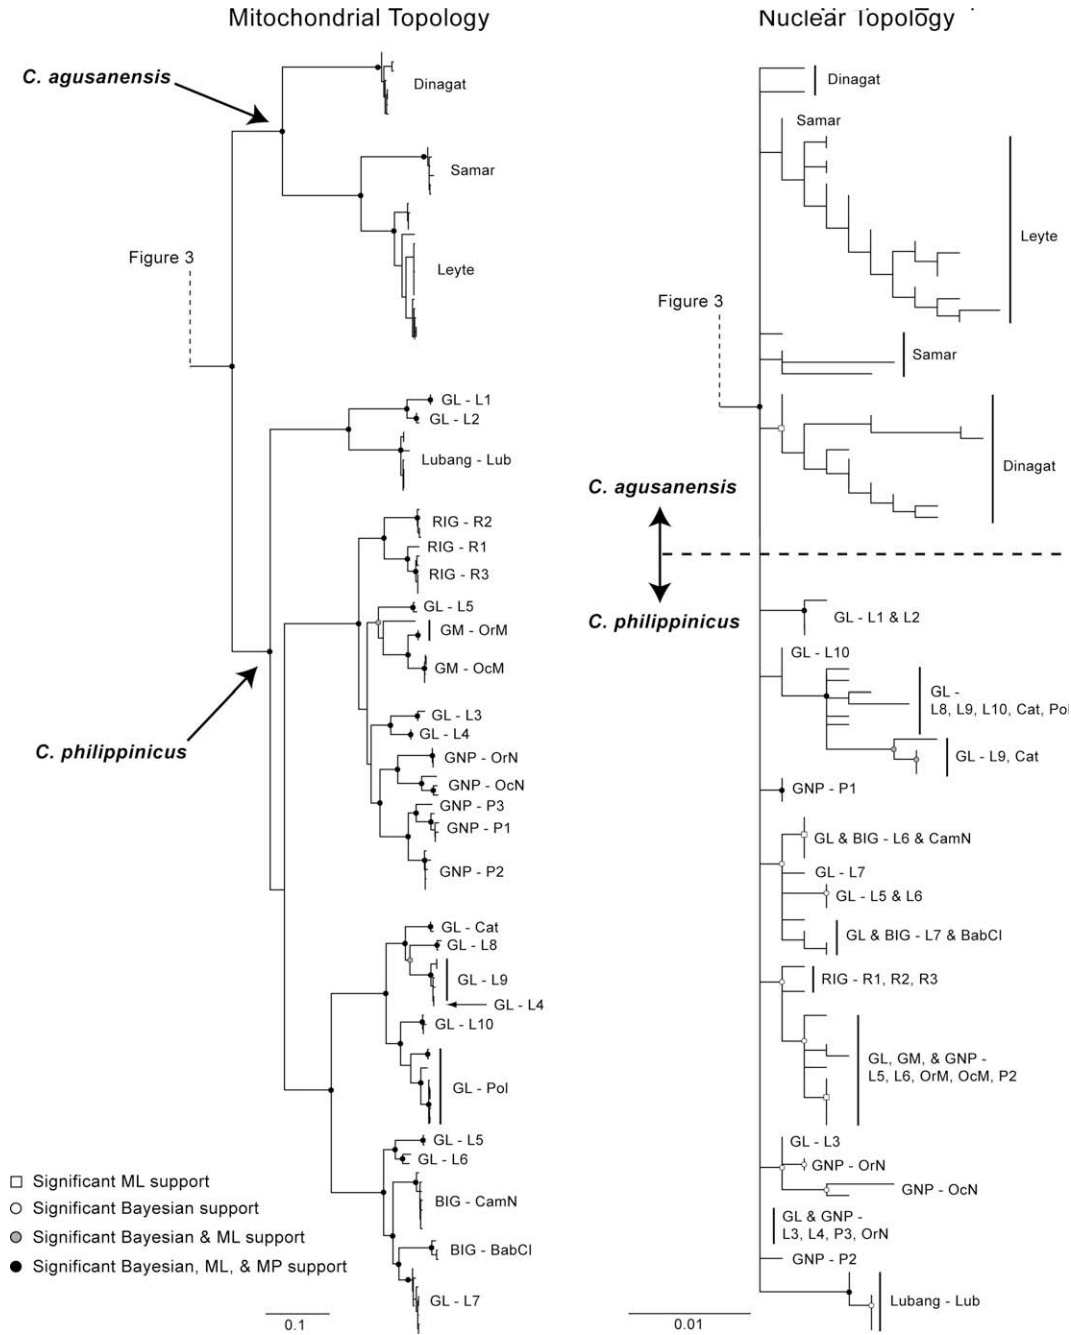 Mitochondrial Topology
C. agusanensis
Dinagat
Samar
Leyte
Figure 3
GL - L1
GL - L2
Lubang - Lub
RIG - R2
RIG - R1
RIG - R3
GL - L5
GM - OrM
GM - OcM
GL - L3
GL - L4
GNP - OrN
GNP - OcN
GNP - P3
GNP - P1
GNP - P2
C. philippinicus
GL - Cat
GL - L8
GL - L9
GL - L4
GL - L10
GL - Pol
GL - L5
GL - L6
BIG - CamN
BIG - BabCl
GL - L7
Significant ML support
Significant Bayesian support
Significant Bayesian & ML support
Significant Bayesian, ML, & MP support
0.1
Nuclear Topology
Dinagat
Samar
Leyte
Figure 3
Samar
Dinagat
C. agusanensis
C. philippinicus
GL - L1 & L2
GL - L10
GL -
L8, L9, L10, Cat, Pol
GL - L9, Cat
GNP - P1
GL & BIG - L6 & CamN
GL - L7
GL - L5 & L6
GL & BIG - L7 & BabCl
RIG - R1, R2, R3
GL, GM, & GNP -
L5, L6, OrM, OcM, P2
GL - L3
GNP - OrN
GNP - OcN
GL & GNP -
L3, L4, P3, OrN
GNP - P2
Lubang - Lub
0.01